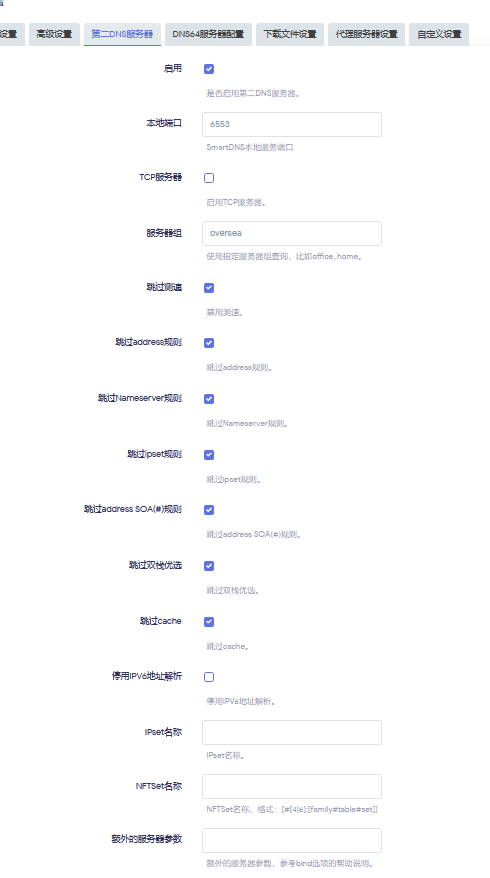 设置 高级设置 第二DNS服务器 DNS64服务器配置 下载文件设置 代理服务器设置 自定义设置
启用
是否启用第二DNS服务器。
本地端口 6553
SmartDNS本地服务端口
TCP服务器
启用TCP服务器。
服务器组 oversea
使用指定服务器组查询，比如office, home。
跳过测速
禁用测速。
跳过address规则
跳过address规则。
跳过Nameserver规则
跳过Nameserver规则。
跳过ipset规则
跳过ipset规则。
跳过address SOA(#)规则
跳过address SOA(#)规则。
跳过双栈优选
跳过双栈优选。
跳过cache
跳过cache。
停用IPV6地址解析
停用IPV6地址解析。
IPset名称
IPset名称。
NFTSet名称
NFTSet名称，格式：[#[4|6]:[family#table#set]]
额外的服务器参数
额外的服务器参数，参考bind选项的帮助说明。